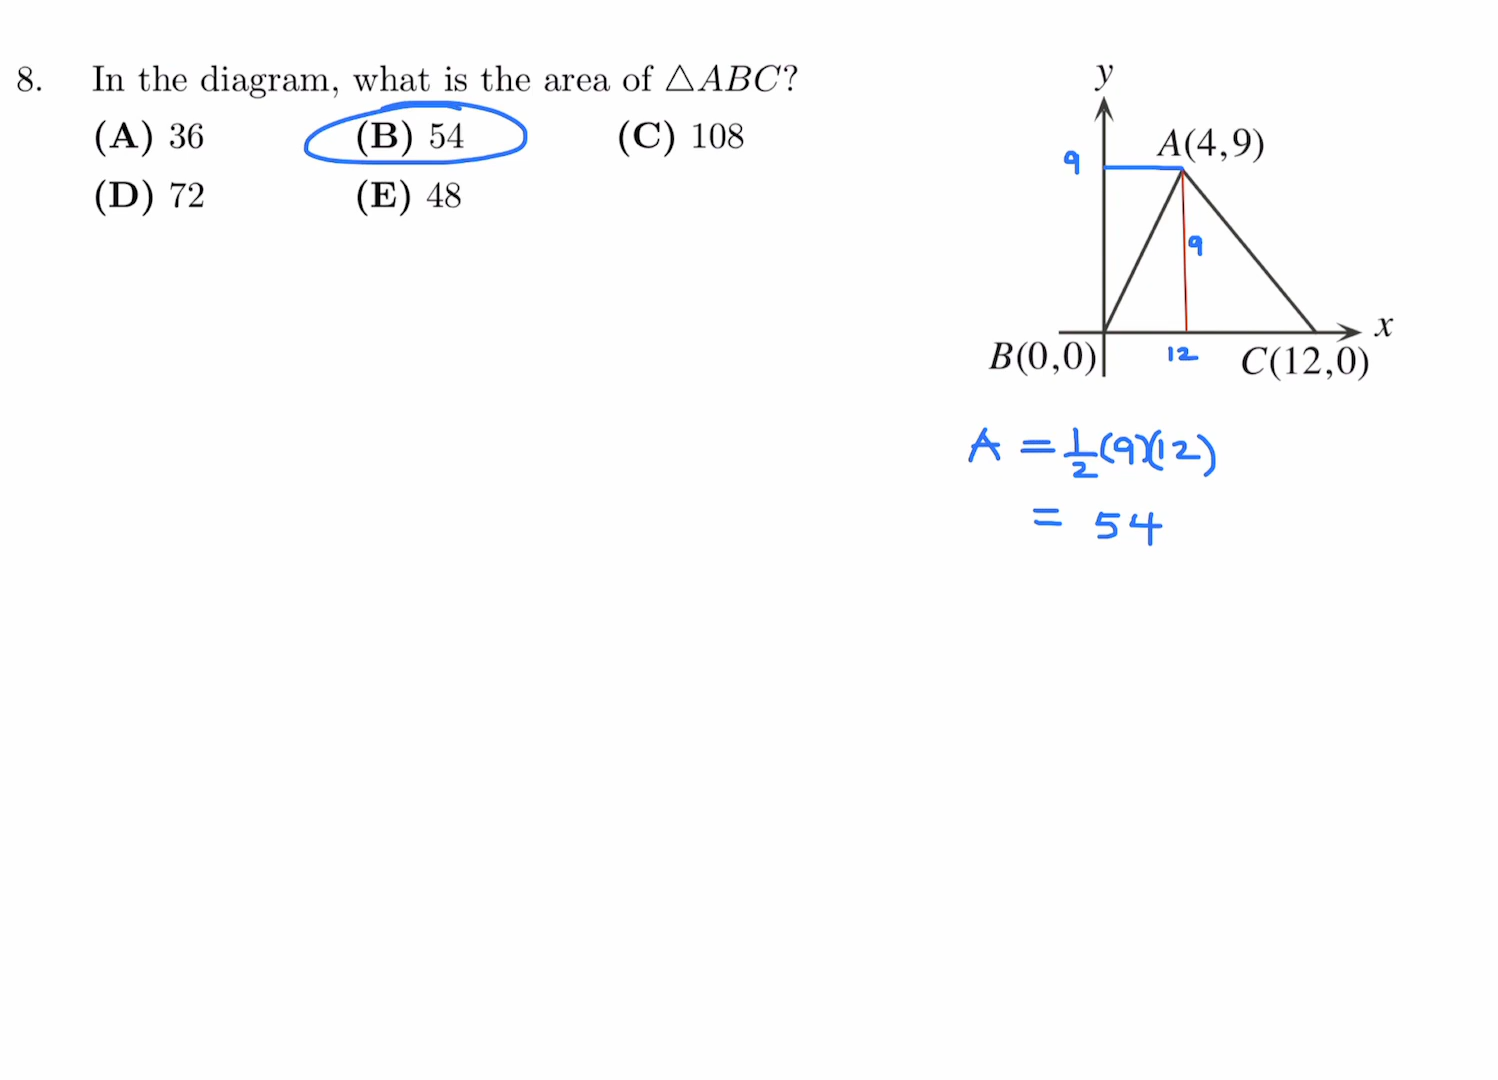 8. In the diagram, what is the area of △ABC?
(A) 36 (B) 54 (C) 108
(D) 72 (E) 48
y
A(4,9)
9
9
x
B(0,0) 12 C(12,0)
A = 1/2 (9)(12)
= 54